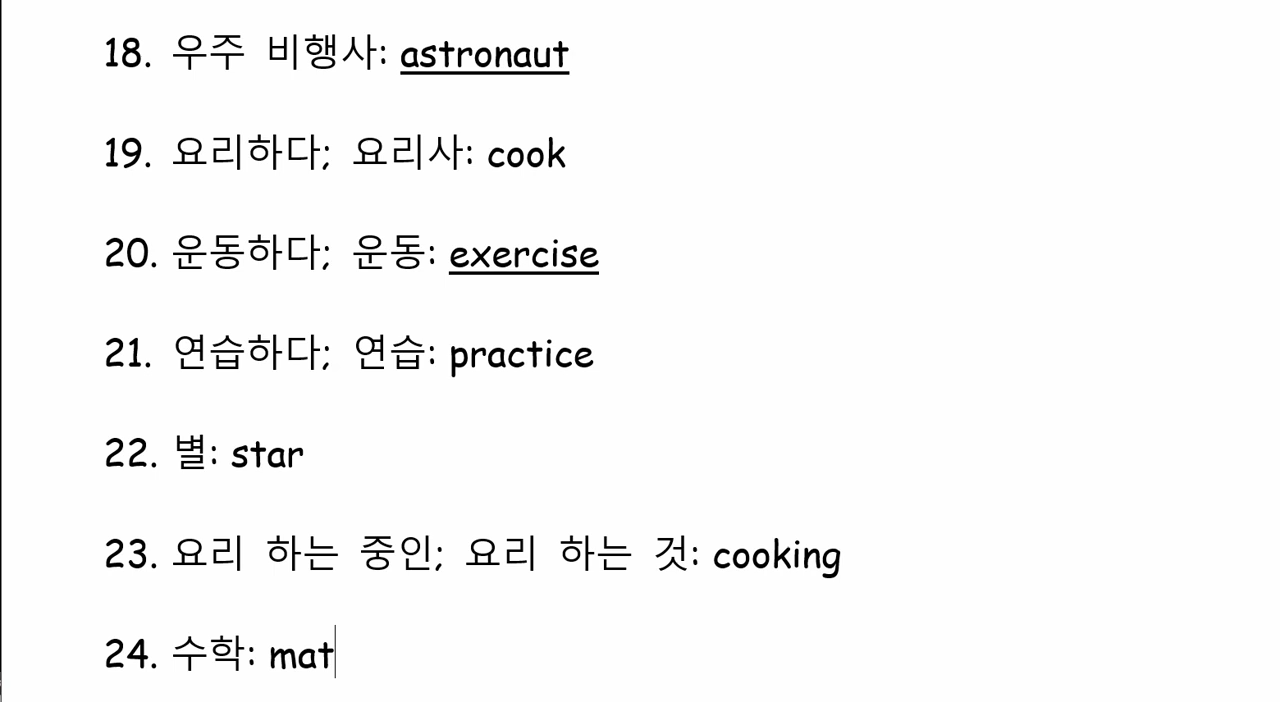 18. 우주 비행사: astronaut
19. 요리하다; 요리사: cook
20. 운동하다; 운동: exercise
21. 연습하다; 연습: practice
22. 별: star
23. 요리 하는 중인; 요리 하는 것: cooking
24. 수학: mat